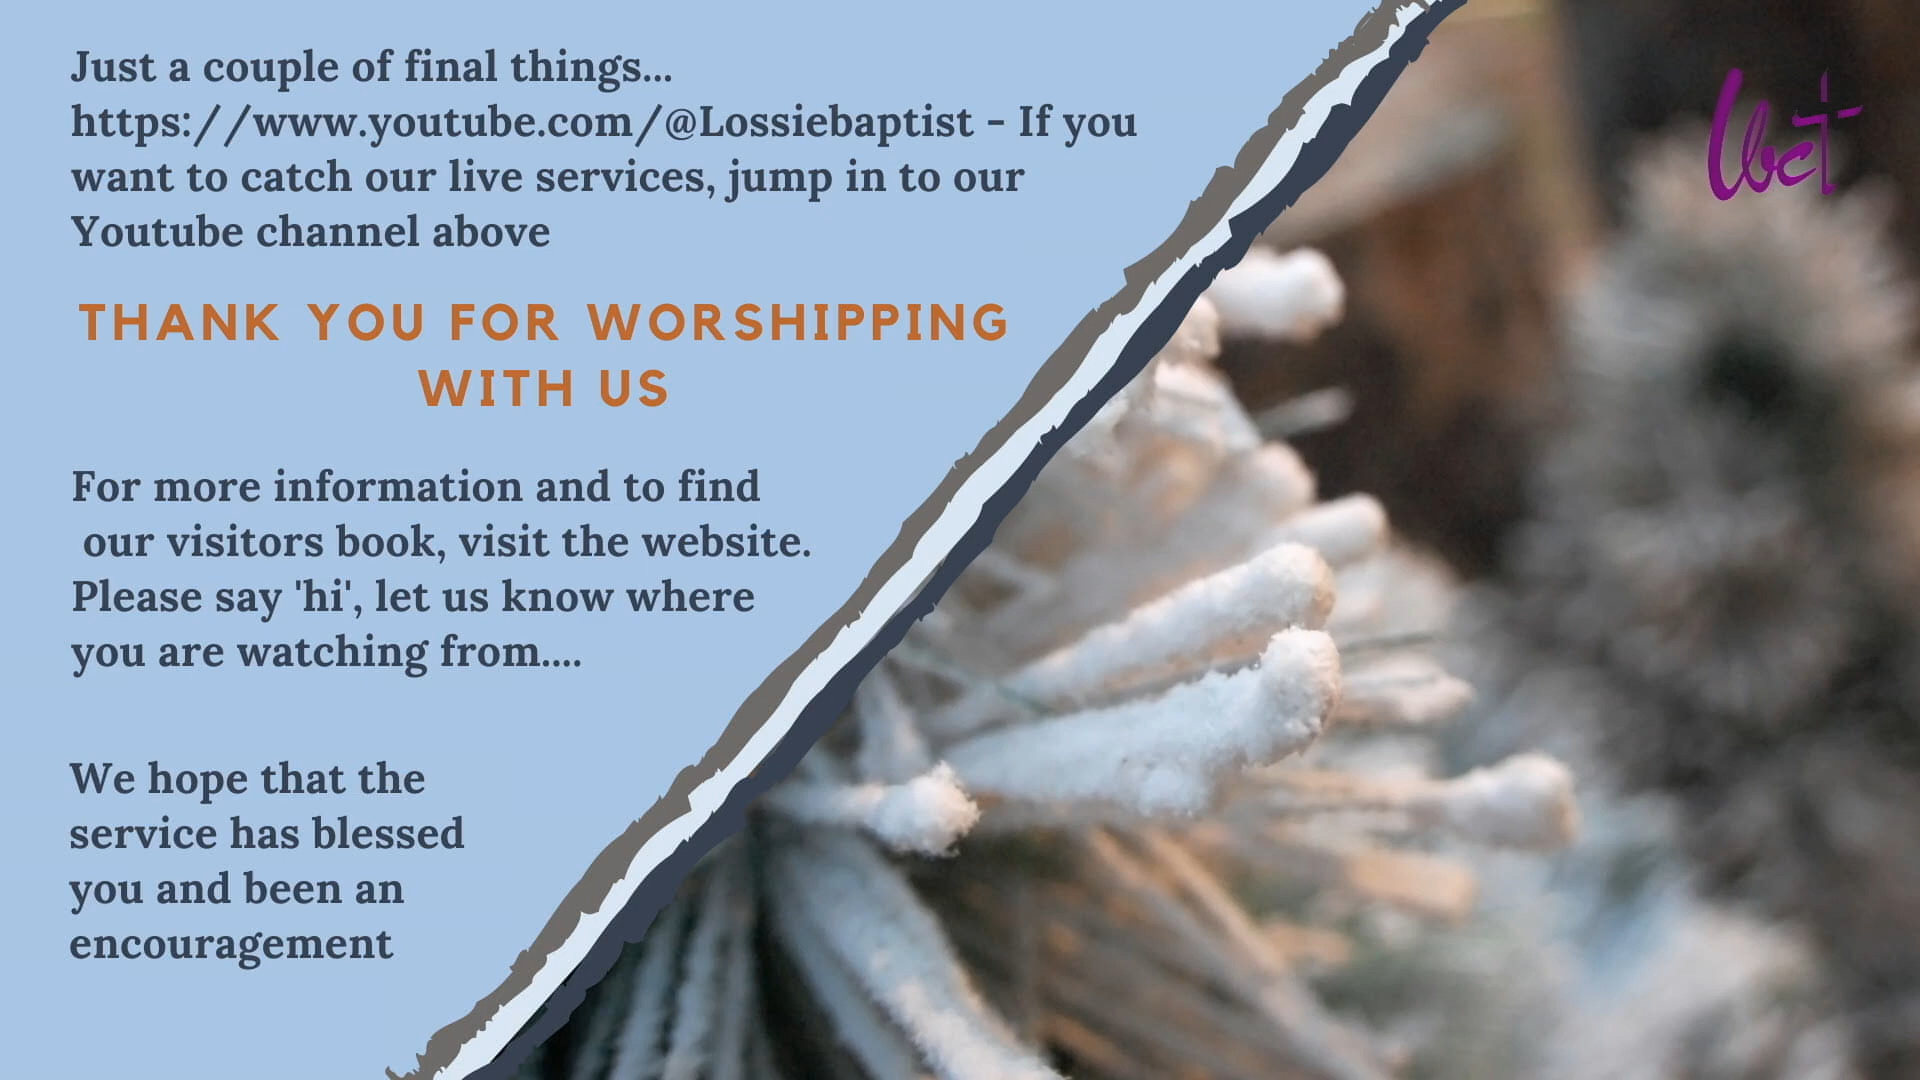 Just a couple of final things...
https://www.youtube.com/@Lossiebaptist - If you
want to catch our live services, jump in to our
Youtube channel above
THANK YOU FOR WORSHIPPING
WITH US
For more information and to find
our visitors book, visit the website.
Please say 'hi', let us know where
you are watching from....
We hope that the
service has blessed
you and been an
encouragement
lbc